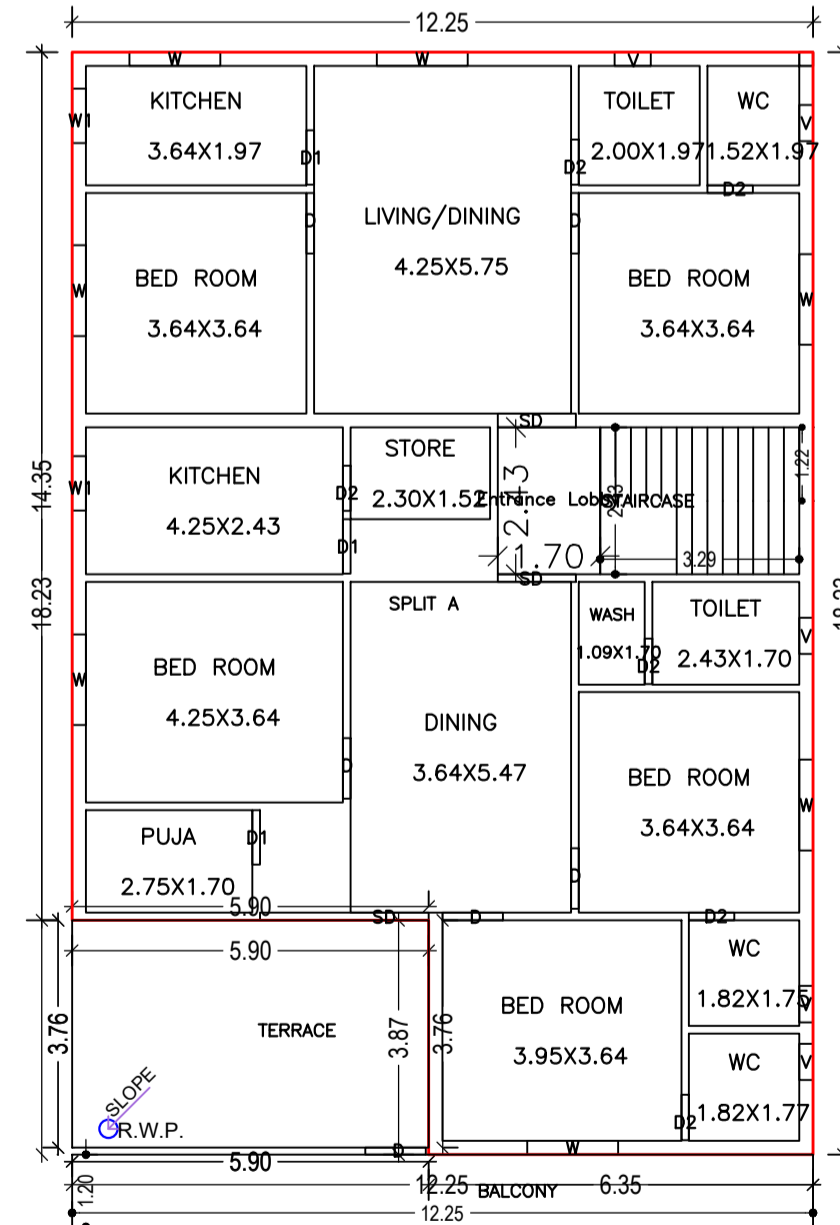 12.25
W W V
KITCHEN
3.64X1.97
TOILET
2.00X1.97
WC
1.52X1.97
W1
D1
D2
V
D2
LIVING/DINING
4.25X5.75
D
D
BED ROOM
3.64X3.64
BED ROOM
3.64X3.64
W
W
SD
KITCHEN
4.25X2.43
STORE
2.30X1.52
Entrance Lobby
STAIRCASE
2.43
2.43
1.70
3.29
1.22
W1
D2
D1
SD
14.35
18.23
SPLIT A
WASH
1.09X1.70
D2
TOILET
2.43X1.70
V
BED ROOM
4.25X3.64
W
D
DINING
3.64X5.47
BED ROOM
3.64X3.64
W
D
PUJA
2.75X1.70
D1
5.90
SD
D
D2
5.90
WC
1.82X1.75
V
BED ROOM
3.95X3.64
TERRACE
3.76
3.87
3.76
WC
1.82X1.77
V
D2
SLOPE
R.W.P.
D
W
5.90
1.20
12.25
BALCONY
6.35
12.25